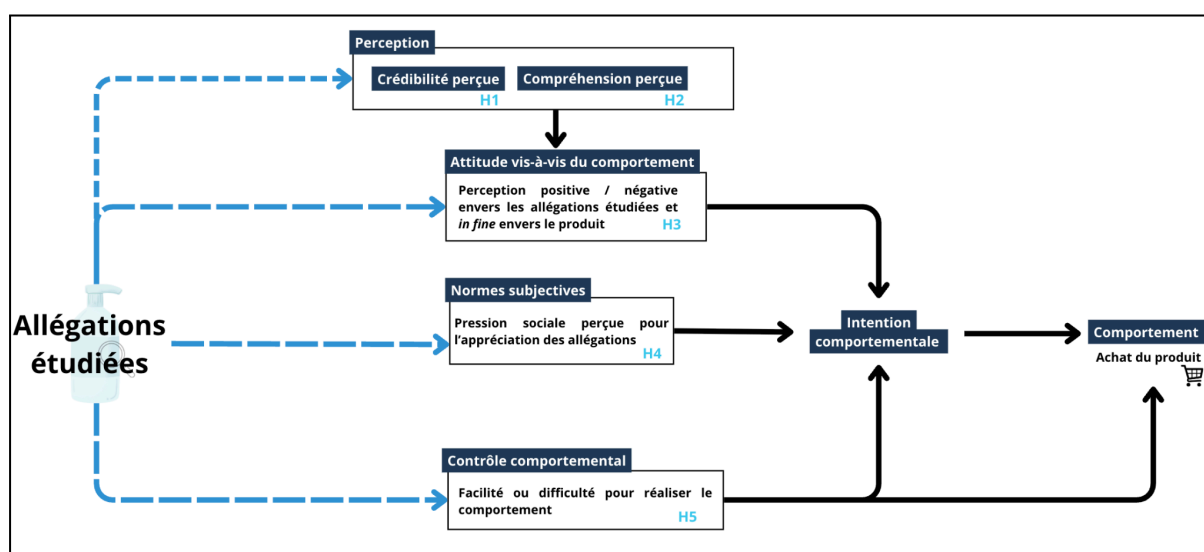 Perception
Crédibilité perçue
Compréhension perçue
H1
H2
Attitude vis-à-vis du comportement
Perception positive / négative
envers les allégations étudiées et
in fine envers le produit
H3
Normes subjectives
Pression sociale perçue pour
l'appréciation des allégations
H4
Allégations
étudiées
Intention
comportementale
Comportement
Achat du produit
Contrôle comportemental
Facilité ou difficulté pour réaliser le
comportement
H5